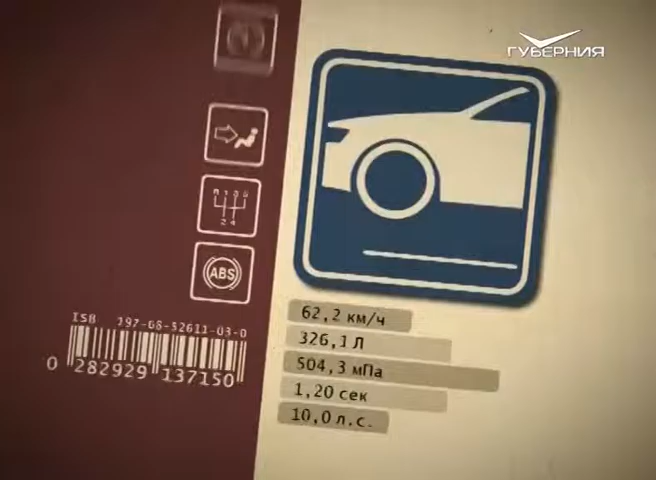 ГУБЕРНИЯ
ABS
ISB 297-08-52611-03-0
0 282929 137150
62,2 км/ч
326,1 Л
504,3 мПа
1,20 сек
10,0 л.с.